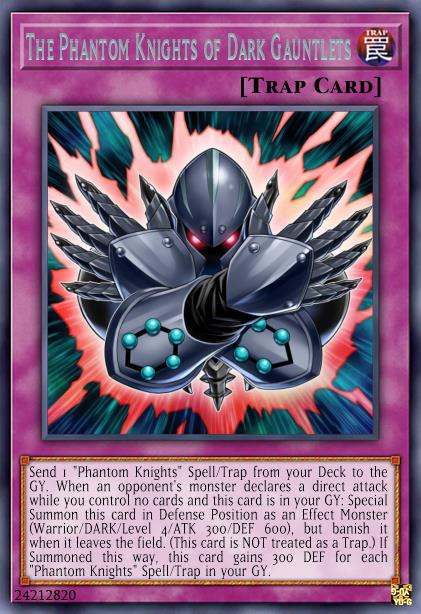 The Phantom Knights of Dark Gauntlets
TRAP
罠
[Trap Card]
Send 1 "Phantom Knights" Spell/Trap from your Deck to the
GY. When an opponent's monster declares a direct attack
while you control no cards and this card is in your GY: Special
Summon this card in Defense Position as an Effect Monster
(Warrior/DARK/Level 4/ATK 300/DEF 600), but banish it
when it leaves the field. (This card is NOT treated as a Trap.) If
Summoned this way, this card gains 300 DEF for each
"Phantom Knights" Spell/Trap in your GY.
24212820